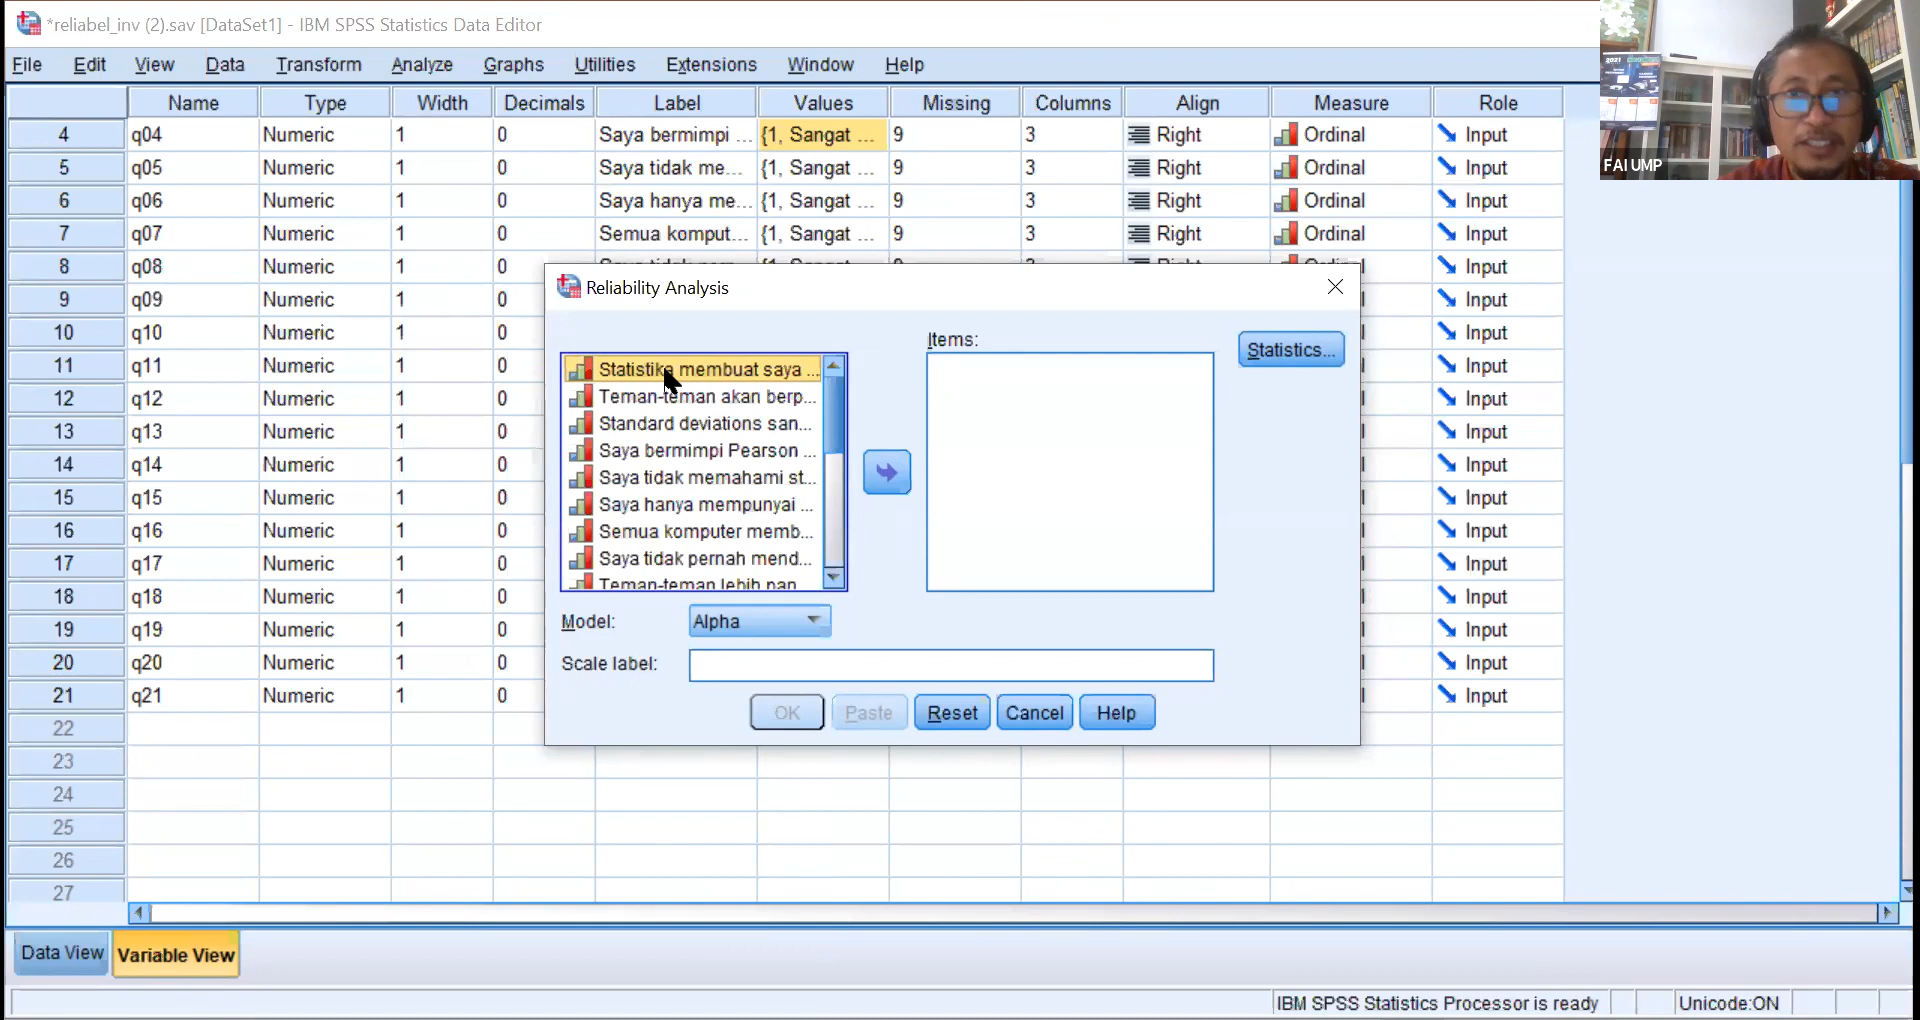 *reliabel_inv (2).sav [DataSet1] - IBM SPSS Statistics Data Editor
File Edit View Data Transform Analyze Graphs Utilities Extensions Window Help
Name Type Width Decimals Label Values Missing Columns Align Measure Role
4 q04 Numeric 1 0 Saya bermimpi ... {1, Sangat ... 9 3 Right Ordinal Input
5 q05 Numeric 1 0 Saya tidak me... {1, Sangat ... 9 3 Right Ordinal Input
6 q06 Numeric 1 0 Saya hanya me... {1, Sangat ... 9 3 Right Ordinal Input
7 q07 Numeric 1 0 Semua komput... {1, Sangat ... 9 3 Right Ordinal Input
8 q08 Numeric 1 0 Input
9 q09 Numeric 1 0 Input
10 q10 Numeric 1 0 Input
11 q11 Numeric 1 0 Input
12 q12 Numeric 1 0 Input
13 q13 Numeric 1 0 Input
14 q14 Numeric 1 0 Input
15 q15 Numeric 1 0 Input
16 q16 Numeric 1 0 Input
17 q17 Numeric 1 0 Input
18 q18 Numeric 1 0 Input
19 q19 Numeric 1 0 Input
20 q20 Numeric 1 0 Input
21 q21 Numeric 1 0 Input
22
23
24
25
26
27
Reliability Analysis
Items:
Statistics...
Statistika membuat saya ...
Teman-teman akan berp...
Standard deviations san...
Saya bermimpi Pearson ...
Saya tidak memahami st...
Saya hanya mempunyai ...
Semua komputer memb...
Saya tidak pernah mend...
Teman-teman lebih pan
Model: Alpha
Scale label:
OK Paste Reset Cancel Help
Data View Variable View
IBM SPSS Statistics Processor is ready Unicode:ON
2021
FAI UMP